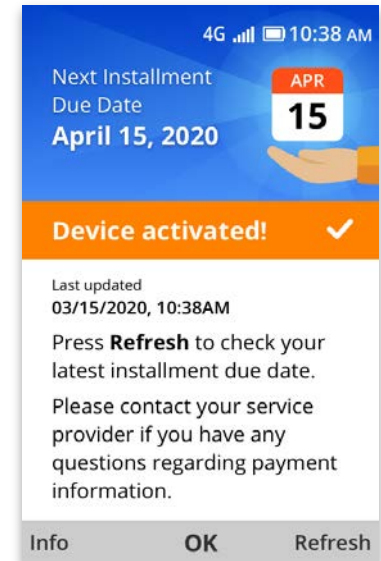 4G 10:38 AM
Next Installment
Due Date
April 15, 2020
APR
15
Device activated!
Last updated
03/15/2020, 10:38AM
Press Refresh to check your
latest installment due date.
Please contact your service
provider if you have any
questions regarding payment
information.
Info OK Refresh